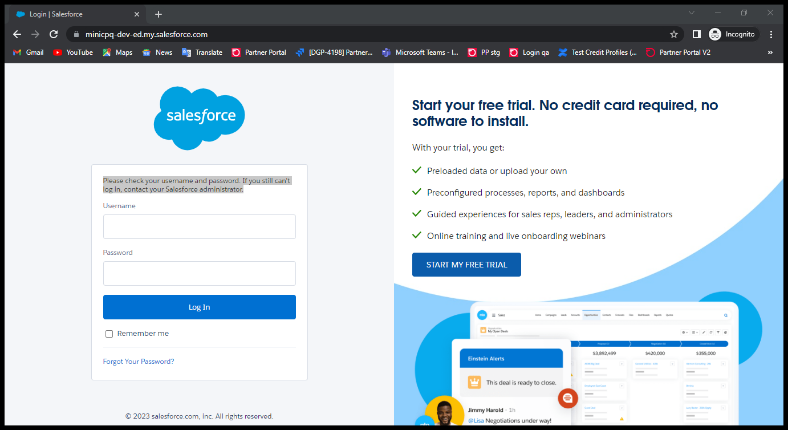 Login | Salesforce
minicpq-dev-ed.my.salesforce.com
Incognito
Gmail
YouTube
Maps
News
Translate
Partner Portal
[DGP-4198] Partner...
Microsoft Teams - I...
PP stg
Login qa
Test Credit Profiles (...
Partner Portal V2
»
salesforce
Please check your username and password. If you still can't
log in, contact your Salesforce administrator.
Username
Password
Log In
Remember me
Forgot Your Password?
© 2023 salesforce.com, inc. All rights reserved.
Start your free trial. No credit card required, no
software to install.
With your trial, you get:
Preloaded data or upload your own
Preconfigured processes, reports, and dashboards
Guided experiences for sales reps, leaders, and administrators
Online training and live onboarding webinars
START MY FREE TRIAL
$3,892,499
$420,000
$355,000
Einstein Alerts
This deal is ready to close.
Jimmy Harold
@Lisa Negotiations under way!